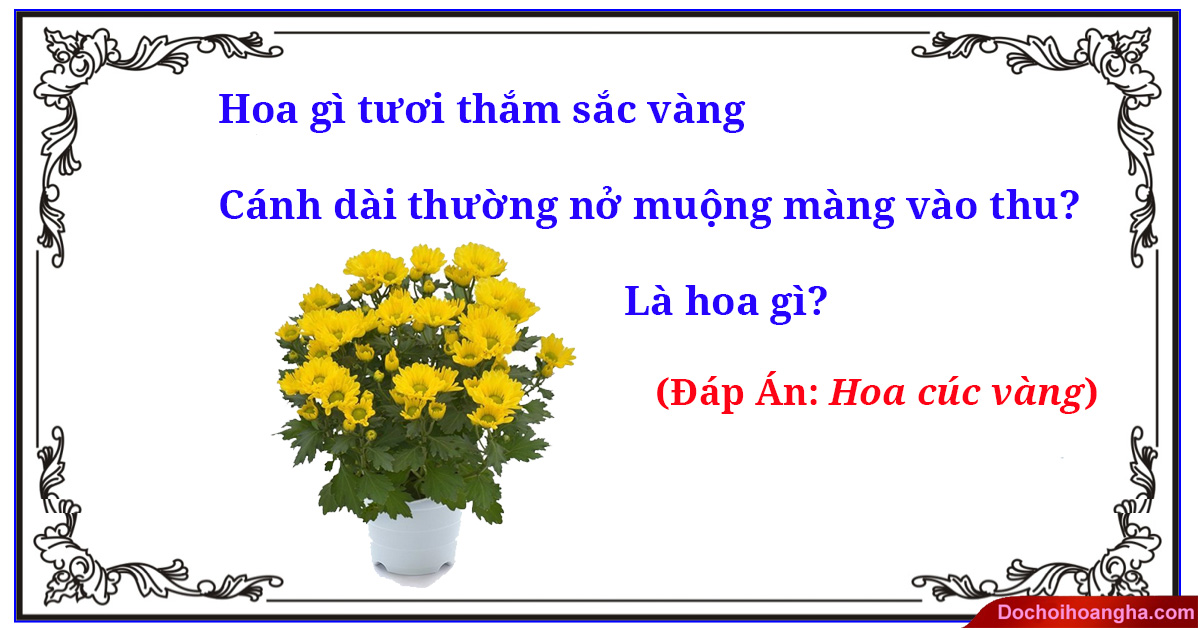 Hoa gì tươi thắm sắc vàng
Cánh dài thường nở muộng màng vào thu?
Là hoa gì?
(Đáp Án: Hoa cúc vàng)
Dochoihoangha.com